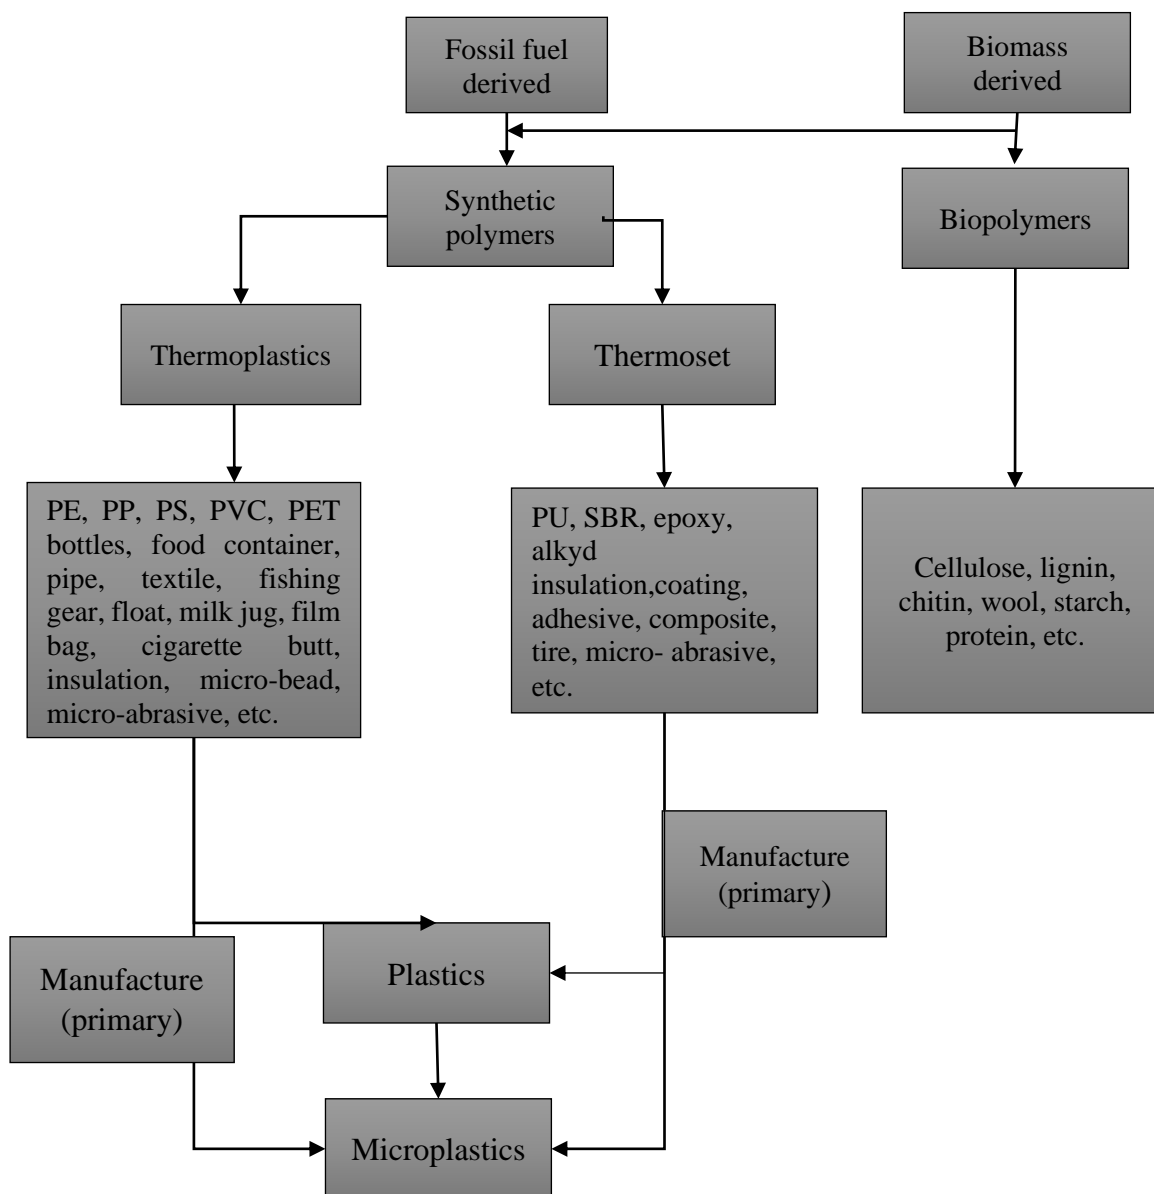 Fossil fuel
derived
Biomass
derived
Synthetic
polymers
Biopolymers
Thermoplastics
Thermoset
PE, PP, PS, PVC, PET
bottles, food container,
pipe, textile, fishing
gear, float, milk jug, film
bag, cigarette butt,
insulation, micro-bead,
micro-abrasive, etc.
PU, SBR, epoxy,
alkyd
insulation,coating,
adhesive, composite,
tire, micro- abrasive,
etc.
Cellulose, lignin,
chitin, wool, starch,
protein, etc.
Manufacture
(primary)
Manufacture
(primary)
Plastics
Microplastics